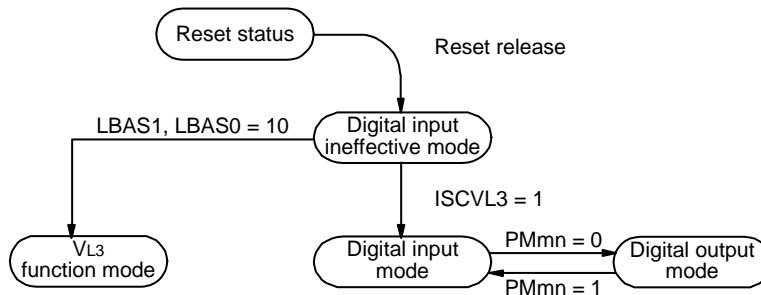 Reset status
Reset release
LBAS1, LBAS0 = 10
Digital input
ineffective mode
ISCVL3 = 1
VL3
function mode
Digital input
mode
PMmn = 0
PMmn = 1
Digital output
mode